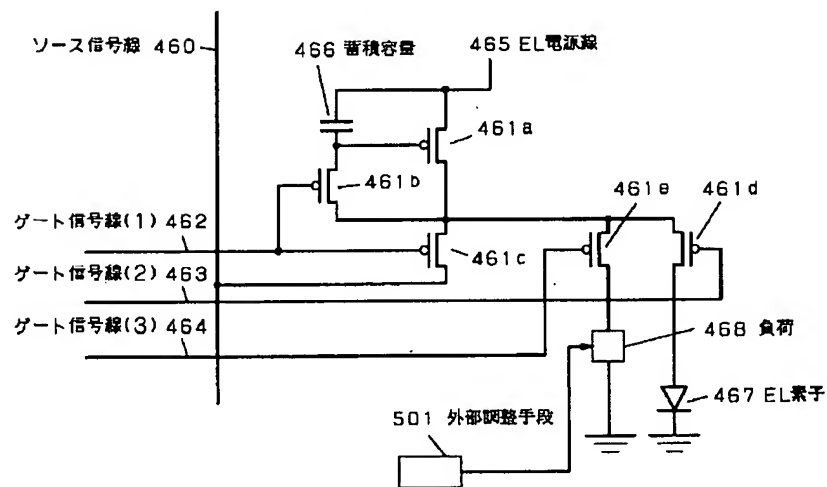 ソース信号線 460
466 蓄積容量
465 EL電源線
461a
461b
461e
461d
ゲート信号線(1) 462
461c
ゲート信号線(2) 463
ゲート信号線(3) 464
468 負荷
467 EL素子
501 外部調整手段